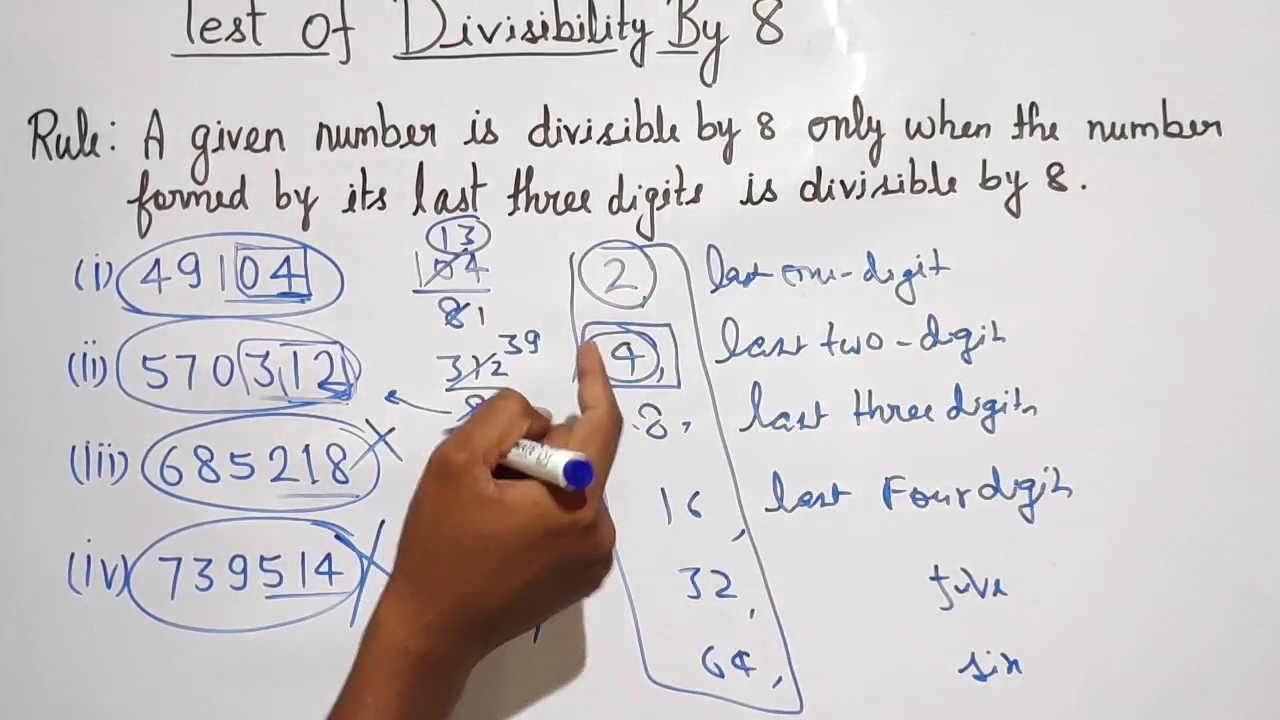 Test Of Divisibility By 8
Rule: A given number is divisible by 8 only when the number
formed by its last three digits is divisible by 8.
(i) 49104
13
104
8 1
2 last one-digit
(ii) 570312
312 39
8
4, last two-digit
8, last three digits
(iii) 685218
16, last Four digit
(iv) 739514
32, five
64, six